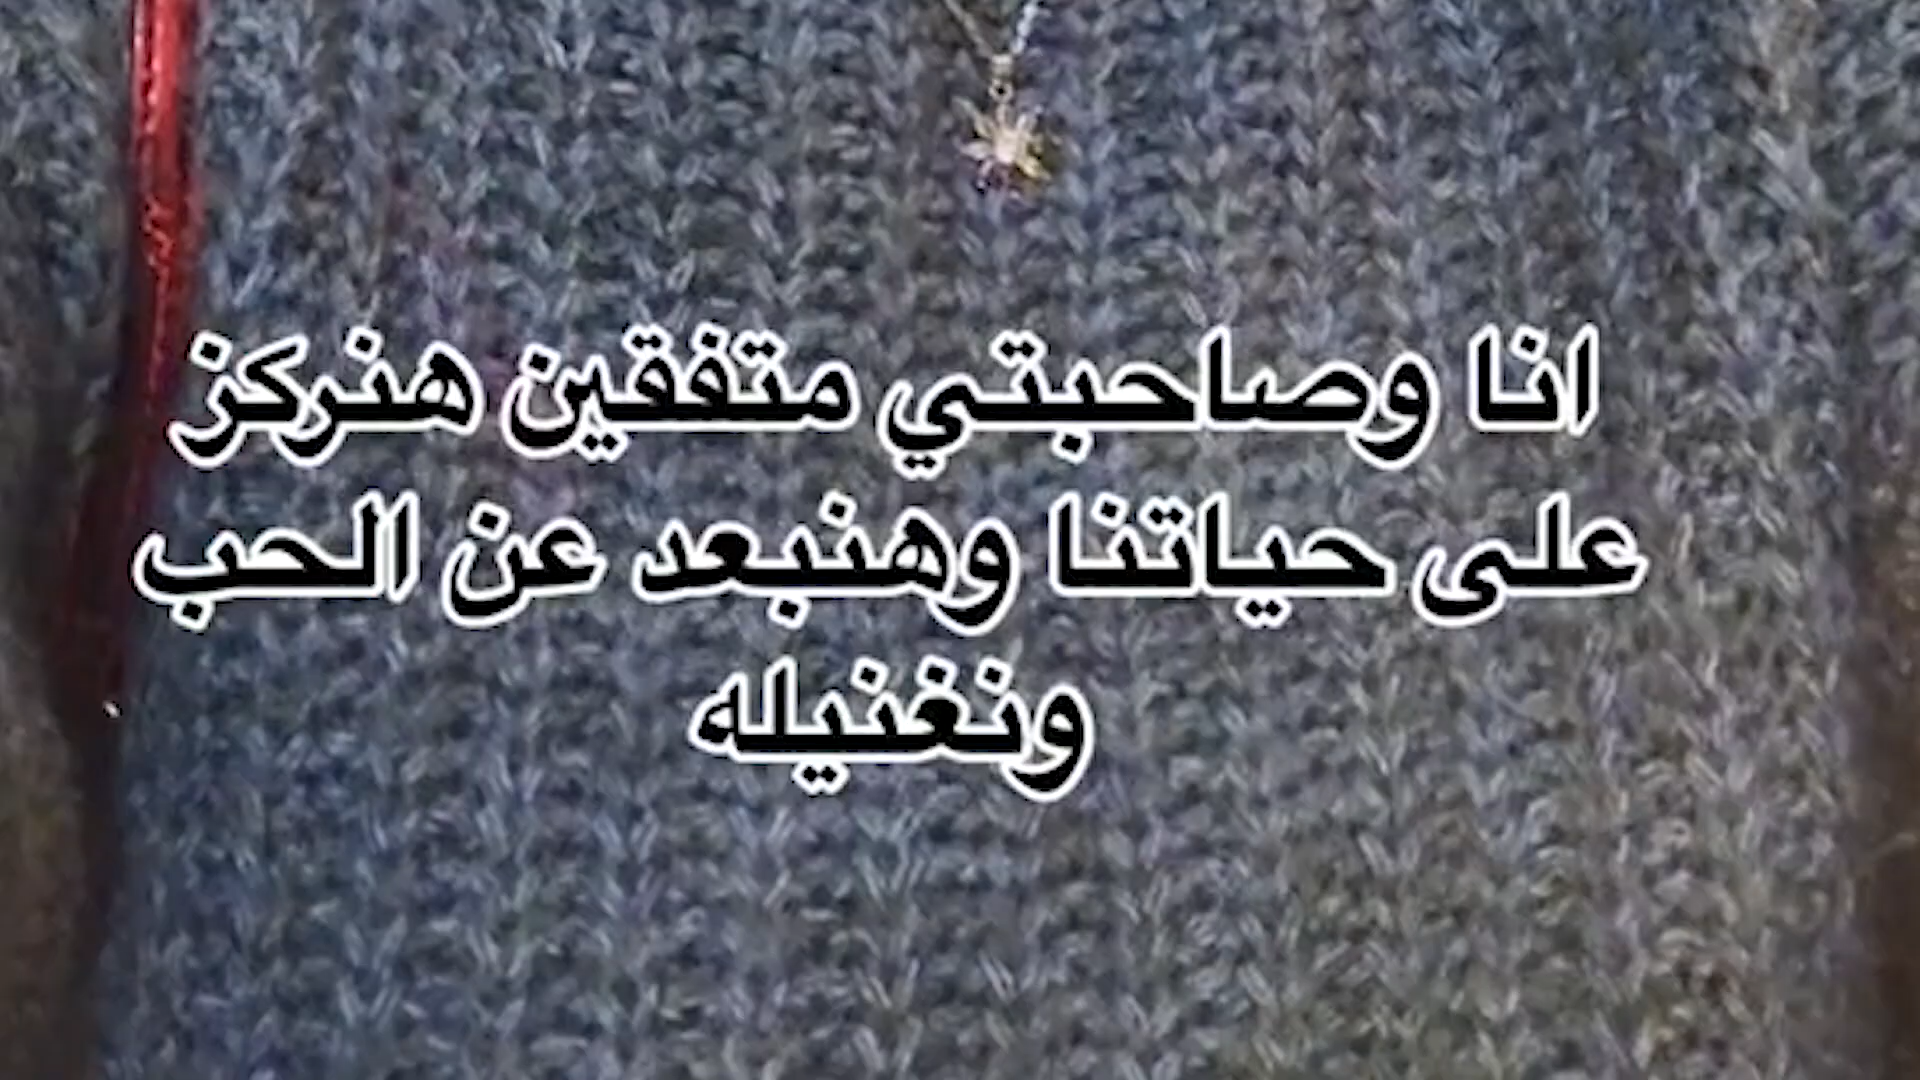 انا وصاحبتي متفقين هنركز
على حياتنا وهنبعد عن الحب
ونغنيله